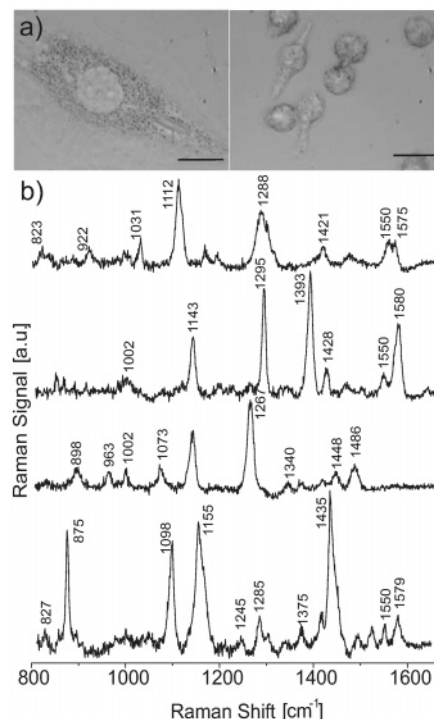 a)
b)
823 922 1031 1112 1288 1421 1550 1575
1002 1143 1295 1393 1428 1550 1580
898 963 1002 1073 1267 1340 1448 1486
827 875 1098 1155 1245 1285 1375 1435 1550 1579
Raman Signal [a.u.]
800 1000 1200 1400 1600
Raman Shift [cm⁻¹]